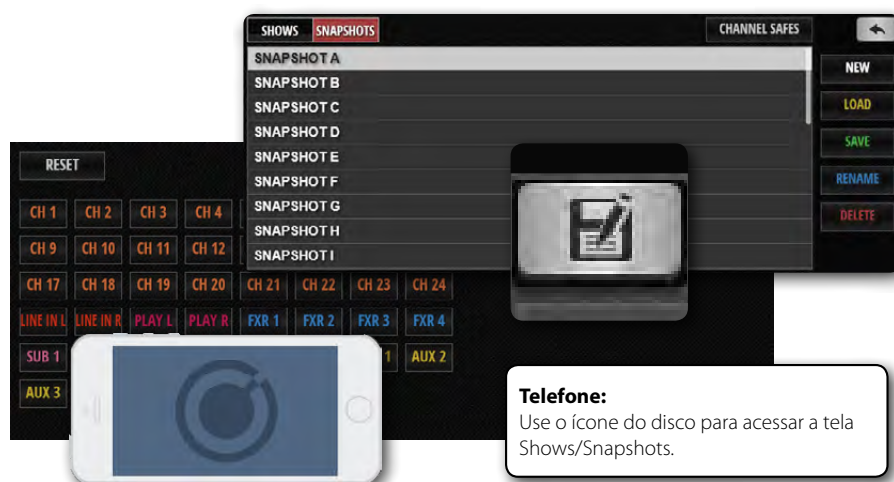 SHOWS SNAPSHOTS CHANNEL SAFES
SNAPSHOT A
SNAPSHOT B
SNAPSHOT C
SNAPSHOT D
SNAPSHOT E
SNAPSHOT F
SNAPSHOT G
SNAPSHOT H
SNAPSHOT I
NEW
LOAD
SAVE
RENAME
DELETE
RESET
CH 1 CH 2 CH 3 CH 4
CH 9 CH 10 CH 11 CH 12
CH 17 CH 18 CH 19 CH 20 CH 21 CH 22 CH 23 CH 24
LINE IN L LINE IN R PLAY L PLAY R FXR 1 FXR 2 FXR 3 FXR 4
SUB 1 1 AUX 2
AUX 3
Telefone:
Use o ícone do disco para acessar a tela
Shows/Snapshots.